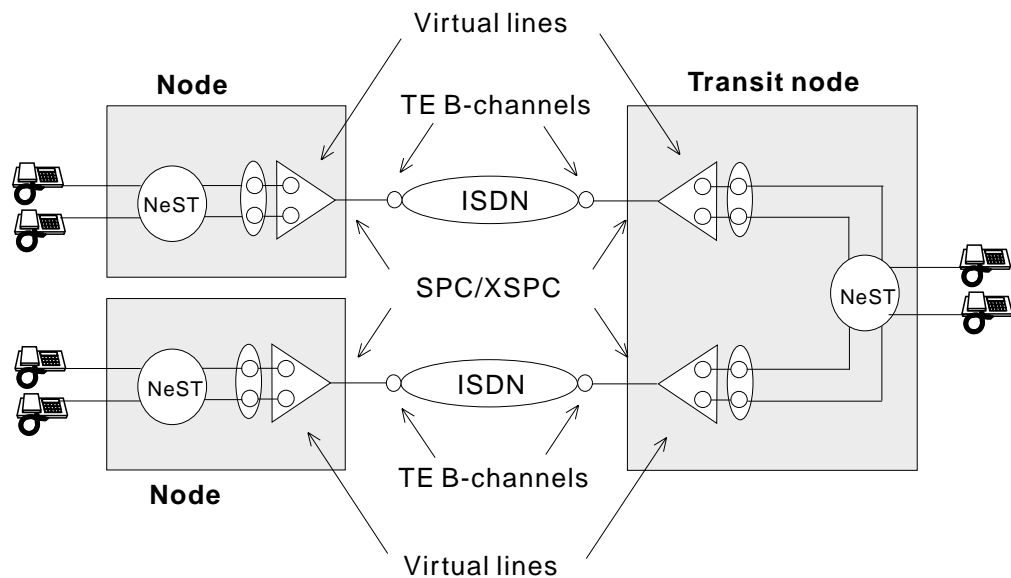 Virtual lines
Node
Transit node
TE B-channels
NeST
ISDN
SPC/XSPC
NeST
NeST
ISDN
TE B-channels
Node
Virtual lines